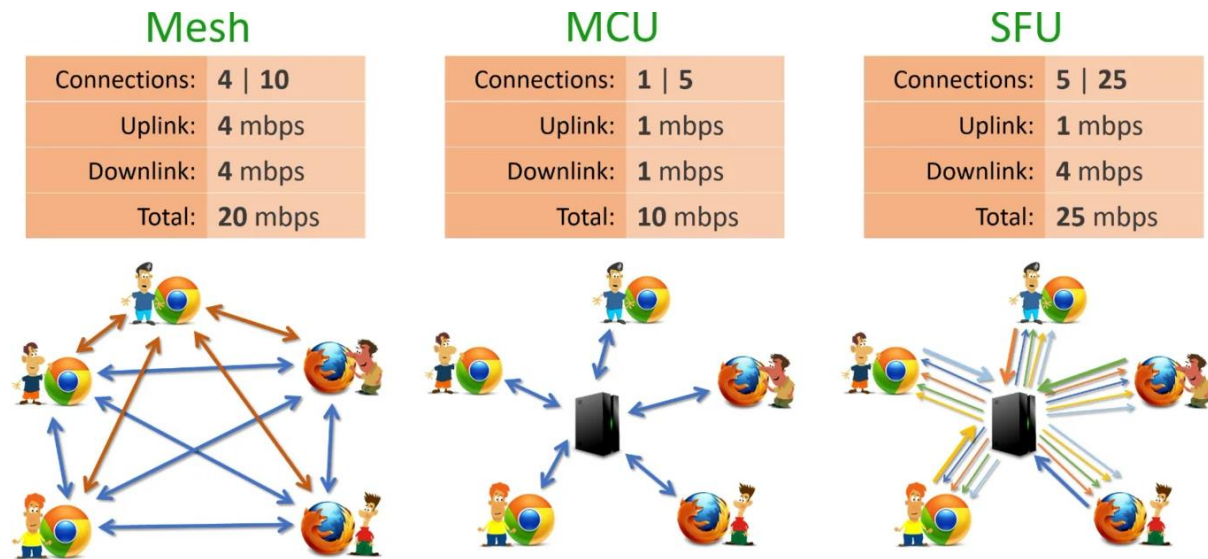 Mesh
Connections: 4 | 10
Uplink: 4 mbps
Downlink: 4 mbps
Total: 20 mbps
MCU
Connections: 1 | 5
Uplink: 1 mbps
Downlink: 1 mbps
Total: 10 mbps
SFU
Connections: 5 | 25
Uplink: 1 mbps
Downlink: 4 mbps
Total: 25 mbps